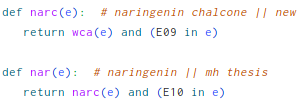 def narc(e):  # naringenin chalcone || new
   return wca(e) and (E09 in e)
def nar(e):  # naringenin || mh thesis
   return narc(e) and (E10 in e)